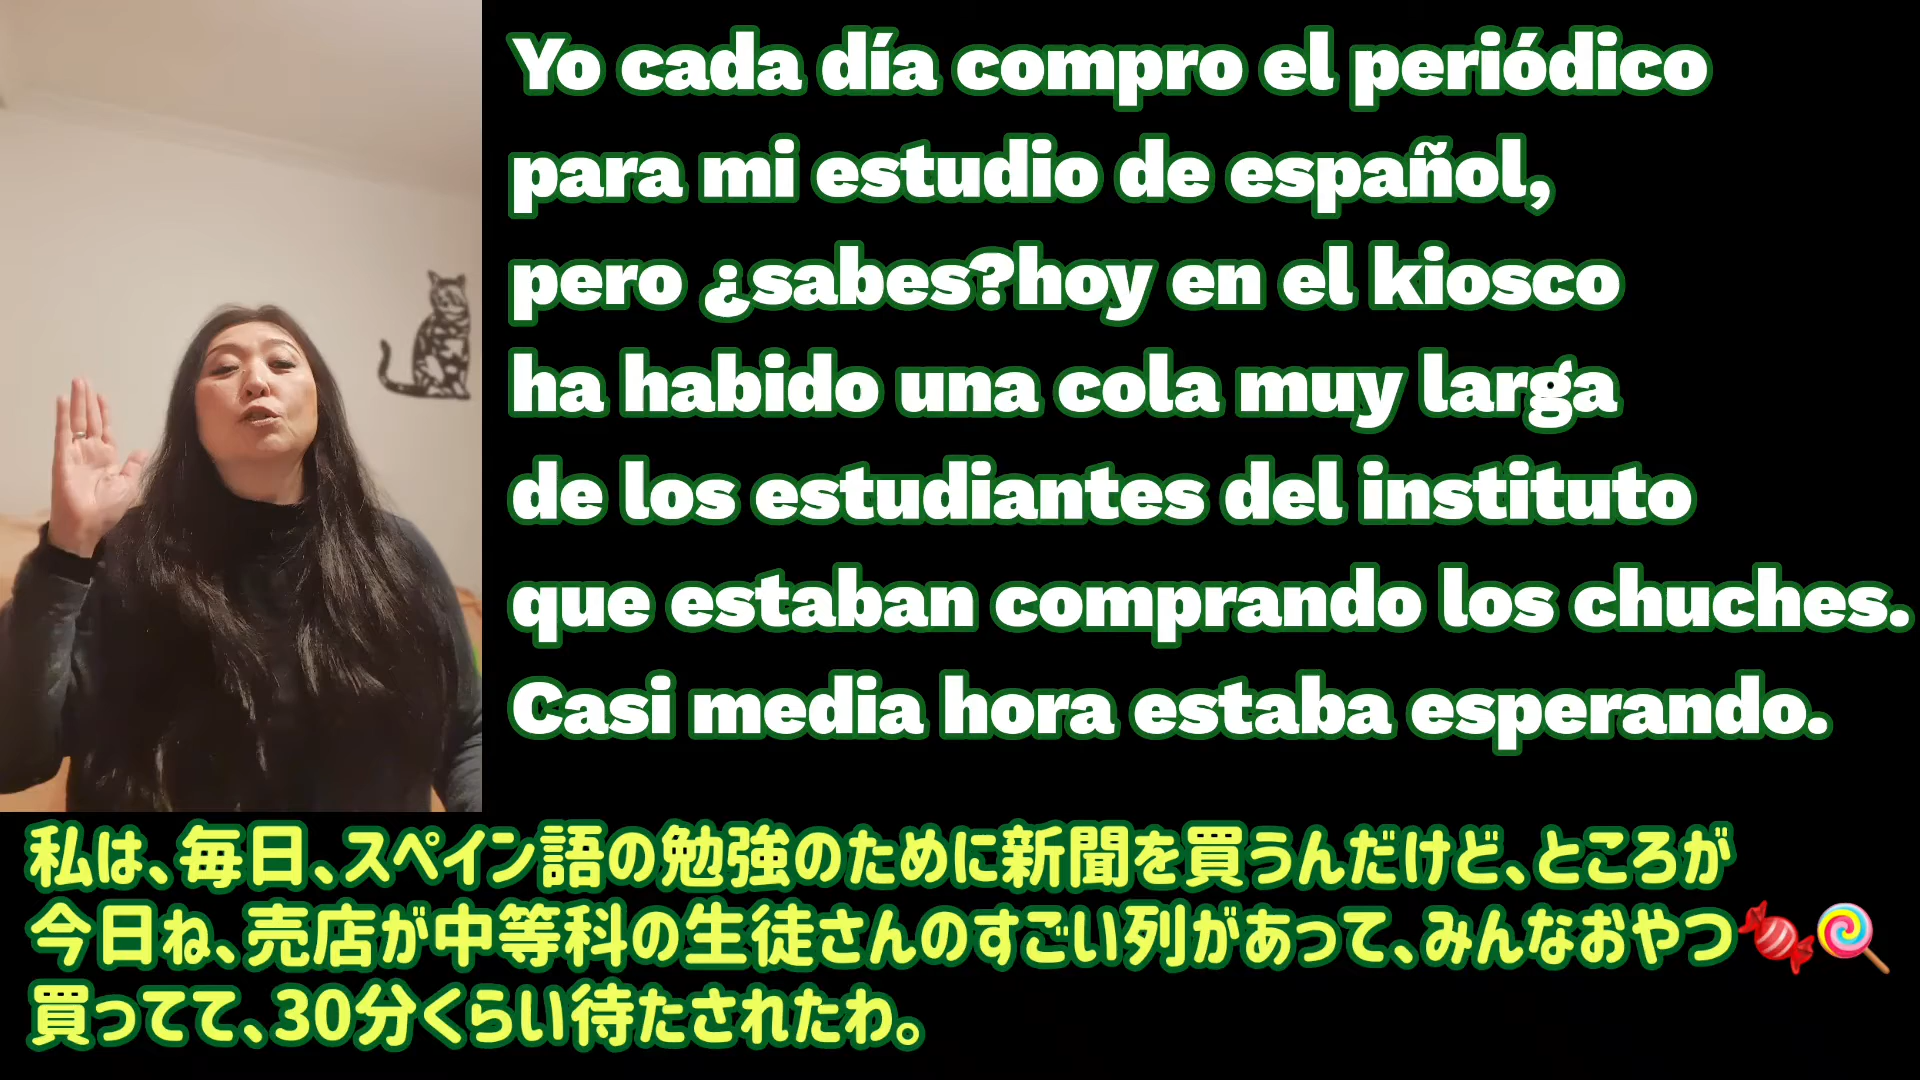 Yo cada día compro el periódico
para mi estudio de español,
pero ¿sabes?hoy en el kiosco
ha habido una cola muy larga
de los estudiantes del instituto
que estaban comprando los chuches.
Casi media hora estaba esperando.
私は、毎日、スペイン語の勉強のために新聞を買うんだけど、ところが
今日ね、売店が中等科の生徒さんのすごい列があって、みんなおやつ🍬🍭
買ってて、30分くらい待たされたわ。